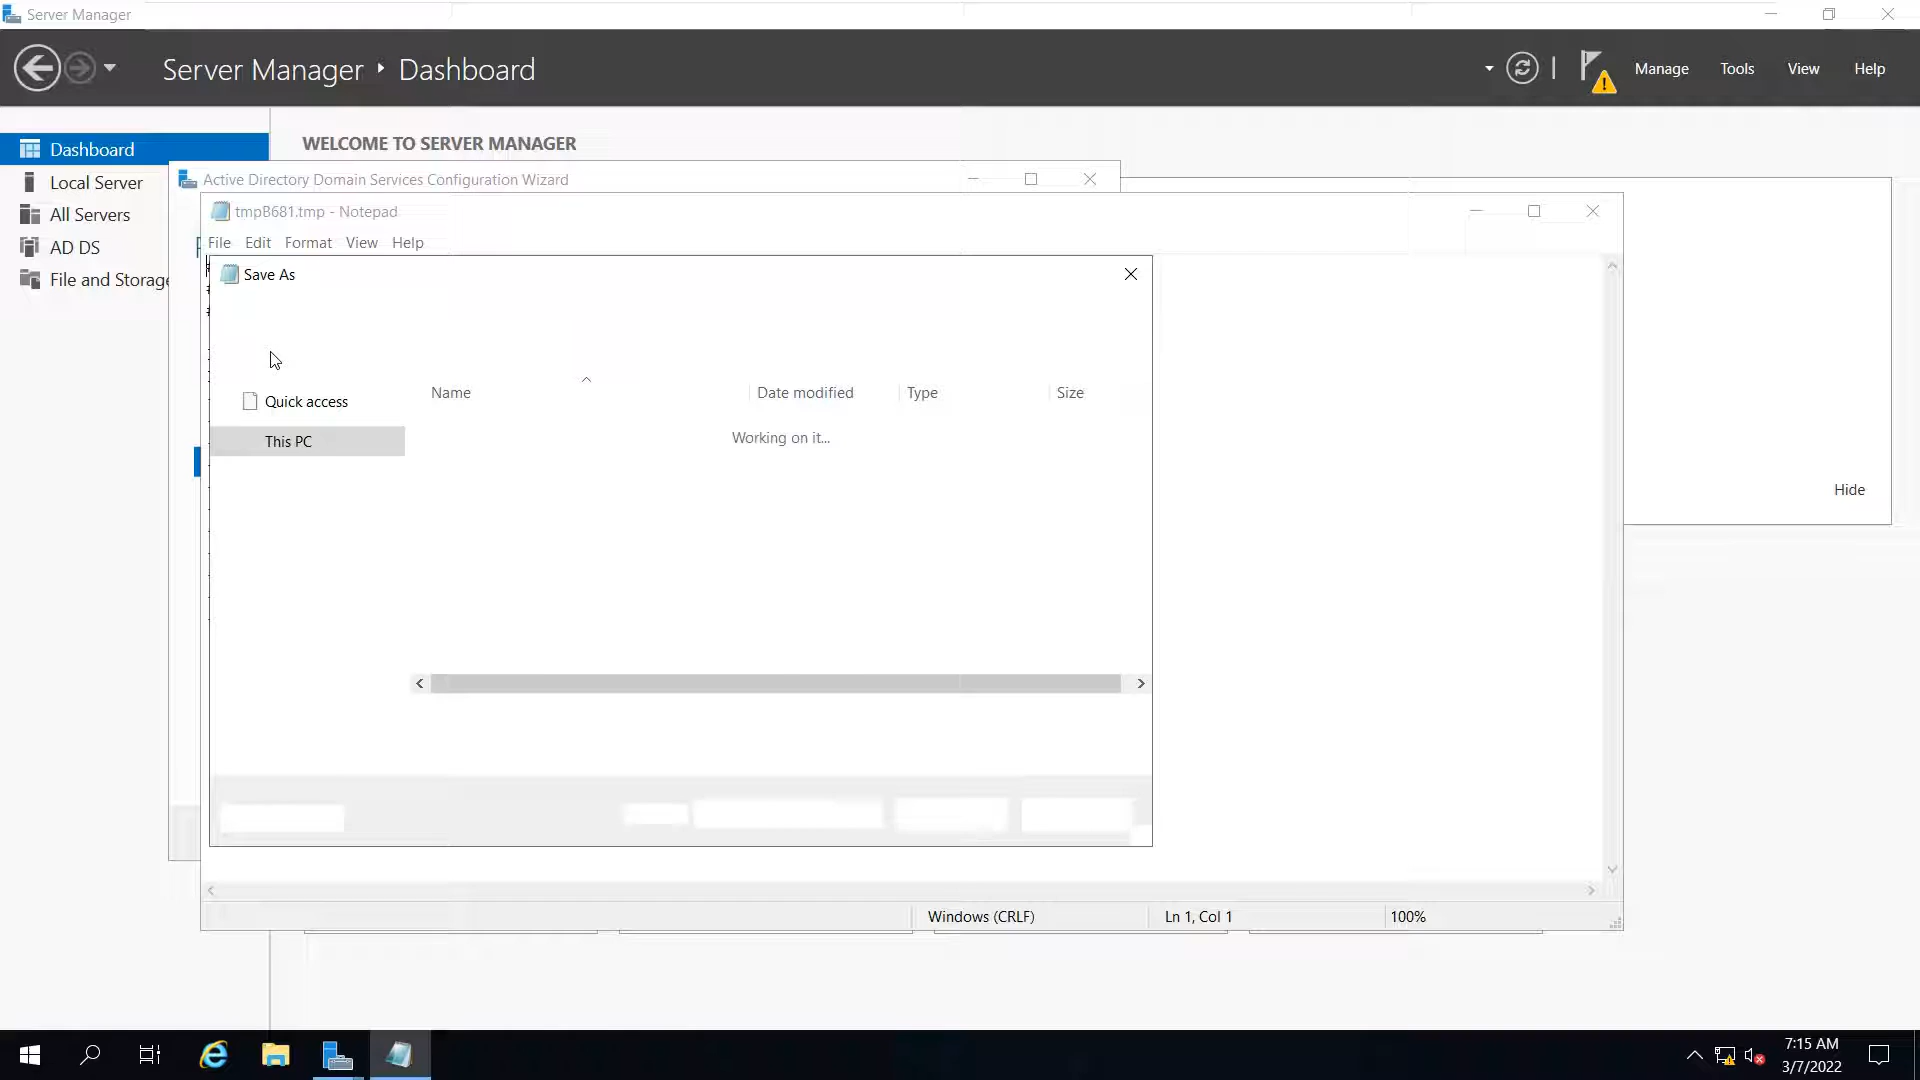 Server Manager
Server Manager Dashboard
Manage Tools View Help
Dashboard
Local Server
All Servers
AD DS
File and Storage
WELCOME TO SERVER MANAGER
Active Directory Domain Services Configuration Wizard
tmpB681.tmp - Notepad
File Edit Format View Help
Save As
Quick access
This PC
Name Date modified Type Size
Working on it...
Hide
Windows (CRLF) Ln 1, Col 1 100%
7:15 AM
3/7/2022